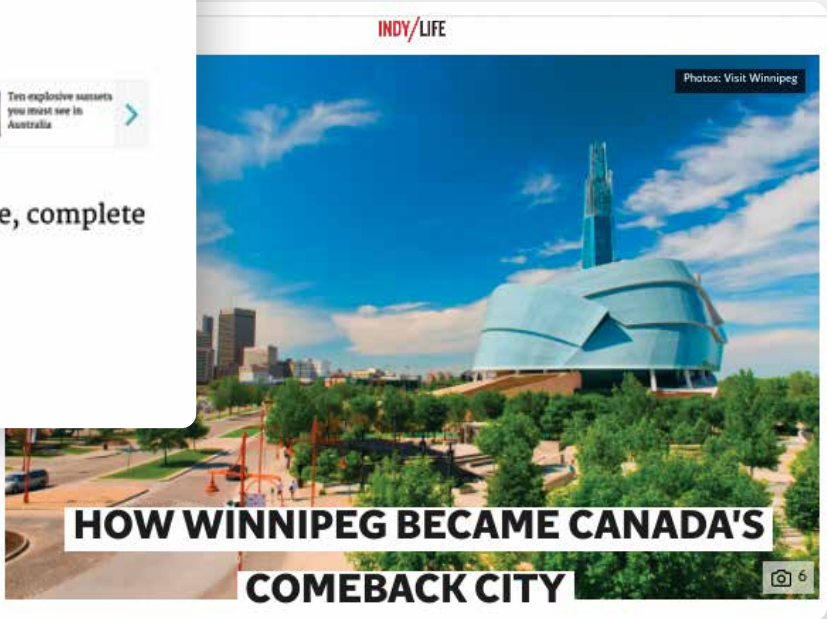 INDY/LIFE
Photos: Visit Winnipeg
Ten explosive sunsets
you must see in
Australia
e, complete
HOW WINNIPEG BECAME CANADA'S
COMEBACK CITY
6